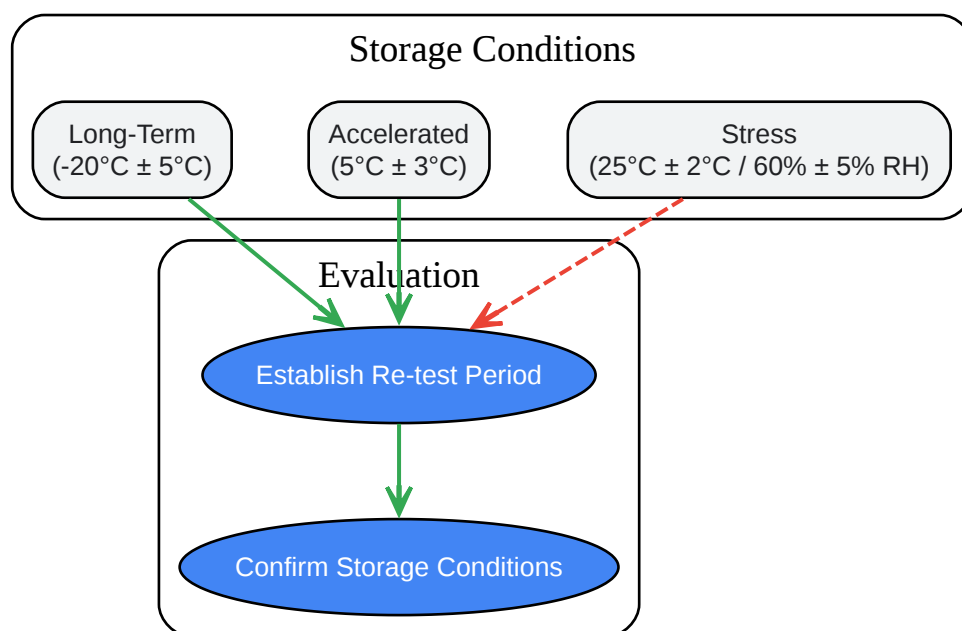 Storage Conditions
Long-Term
(-20°C ± 5°C)
Accelerated
(5°C ± 3°C)
Stress
(25°C ± 2°C / 60% ± 5% RH)
Evaluation
Establish Re-test Period
Confirm Storage Conditions